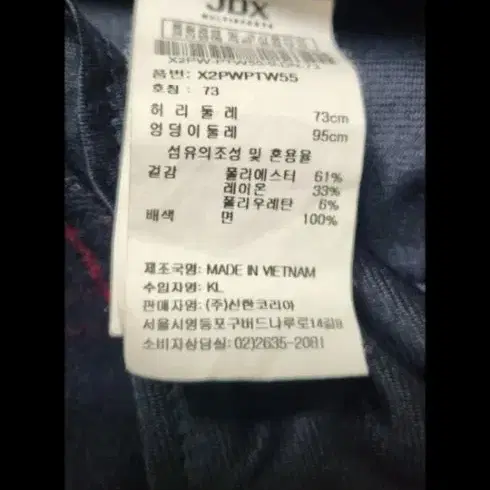 JDX
MULTISPORTS
품번: X2PWPTW55
호칭: 73
허리둘레 73cm
엉덩이둘레 95cm
섬유의조성 및 혼용율
겉감 폴리에스터 61%
레이온 33%
폴리우레탄 6%
배색 면 100%
제조국명: MADE IN VIETNAM
수입자명: KL
판매자명: (주)신한코리아
서울시영등포구버드나루로14길8
소비자상담실: 02)2635-2081